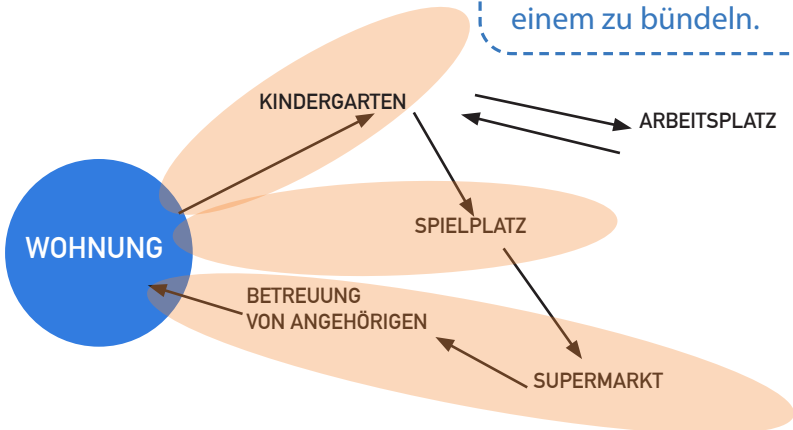 einem zu bündeln.
KINDERGARTEN
ARBEITSPLATZ
SPIELPLATZ
WOHNUNG
BETREUUNG
VON ANGEHÖRIGEN
SUPERMARKT